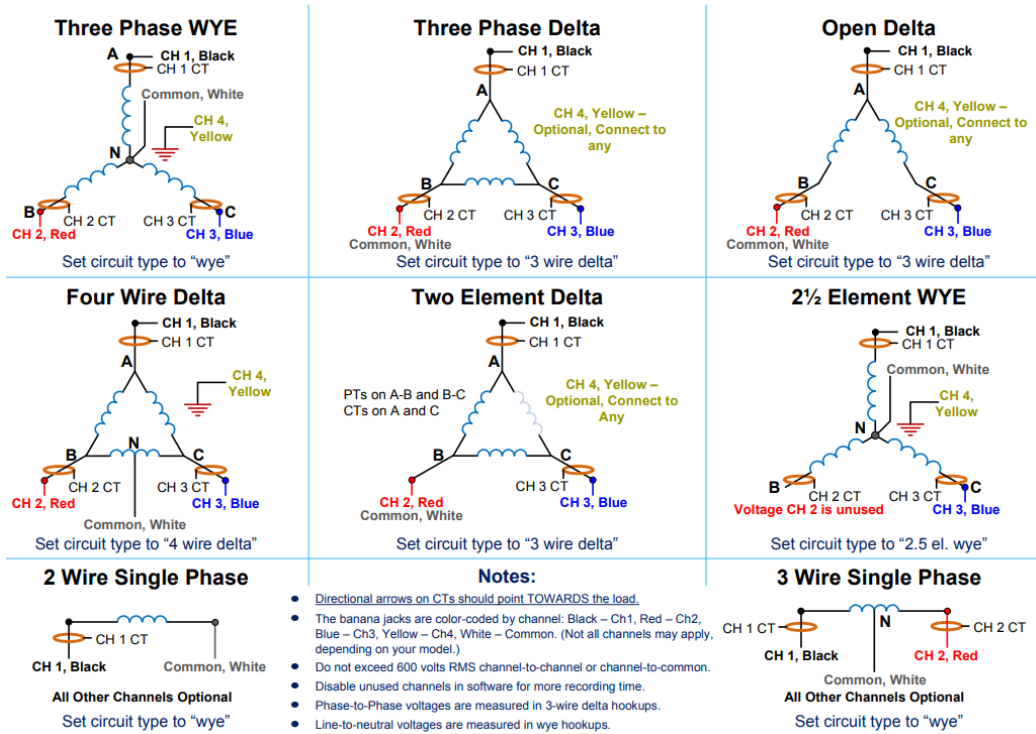 Three Phase WYE
A
CH 1, Black
CH 1 CT
Common, White
CH 4,
Yellow
N
B
CH 2 CT
CH 3 CT
C
CH 2, Red
CH 3, Blue
Set circuit type to “wye”
Three Phase Delta
CH 1, Black
CH 1 CT
A
CH 4, Yellow –
Optional, Connect to
any
B
C
CH 2 CT
CH 3 CT
CH 2, Red
Common, White
CH 3, Blue
Set circuit type to “3 wire delta”
Open Delta
CH 1, Black
CH 1 CT
A
CH 4, Yellow –
Optional, Connect to
any
B
C
CH 2 CT
CH 3 CT
CH 2, Red
Common, White
CH 3, Blue
Set circuit type to “3 wire delta”
Four Wire Delta
CH 1, Black
CH 1 CT
A
CH 4,
Yellow
N
B
C
CH 2 CT
CH 3 CT
CH 2, Red
CH 3, Blue
Common, White
Set circuit type to “4 wire delta”
Two Element Delta
CH 1, Black
CH 1 CT
A
PTs on A-B and B-C
CTs on A and C
CH 4, Yellow –
Optional, Connect to
Any
B
C
CH 3 CT
CH 2, Red
Common, White
CH 3, Blue
Set circuit type to “3 wire delta”
2½ Element WYE
CH 1, Black
CH 1 CT
Common, White
CH 4,
Yellow
N
B
CH 2 CT
CH 3 CT
C
Voltage CH 2 is unused
CH 3, Blue
Set circuit type to “2.5 el. wye”
2 Wire Single Phase
CH 1 CT
CH 1, Black
Common, White
All Other Channels Optional
Set circuit type to “wye”
Notes:
● Directional arrows on CTs should point TOWARDS the load.
● The banana jacks are color-coded by channel: Black – Ch1, Red – Ch2,
Blue – Ch3, Yellow – Ch4, White – Common. (Not all channels may apply,
depending on your model.)
● Do not exceed 600 volts RMS channel-to-channel or channel-to-common.
● Disable unused channels in software for more recording time.
● Phase-to-Phase voltages are measured in 3-wire delta hookups.
● Line-to-neutral voltages are measured in wye hookups.
3 Wire Single Phase
CH 1 CT
N
CH 2 CT
CH 1, Black
CH 2, Red
Common, White
All Other Channels Optional
Set circuit type to “wye”